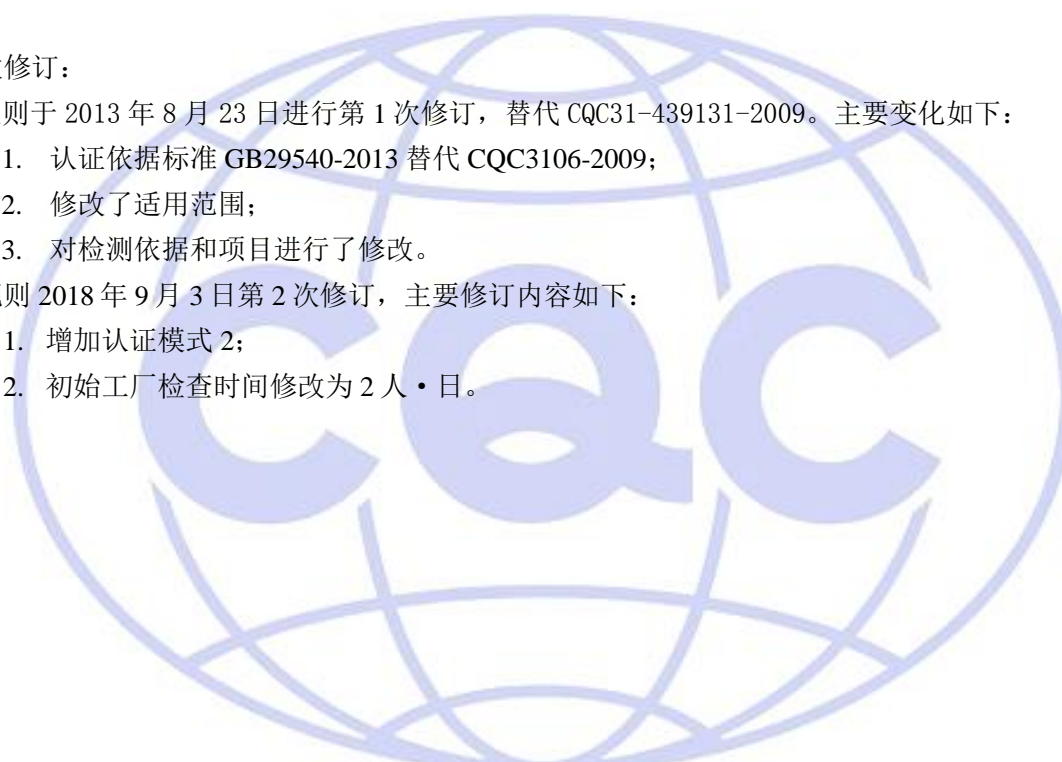 修订：
则于 2013 年 8 月 23 日进行第 1 次修订，替代 CQC31-439131-2009。主要变化如下：
1. 认证依据标准 GB29540-2013 替代 CQC3106-2009；
2. 修改了适用范围；
3. 对检测依据和项目进行了修改。
则 2018 年 9 月 3 日第 2 次修订，主要修订内容如下：
1. 增加认证模式 2；
2. 初始工厂检查时间修改为 2 人·日。
CQC